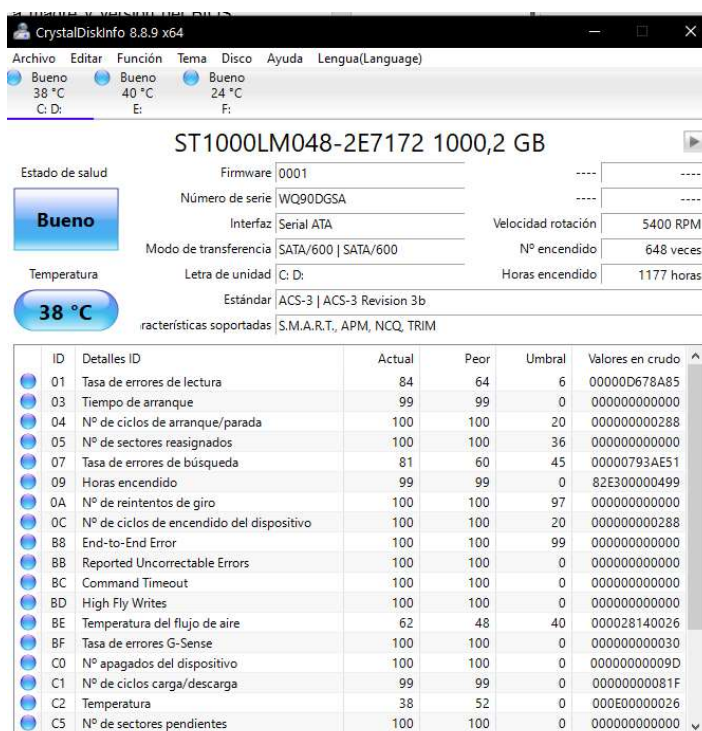 a madre y versión del BIOS
CrystalDiskInfo 8.8.9 x64
Archivo Editar Función Tema Disco Ayuda Lengua(Language)
Bueno Bueno Bueno
38 °C 40 °C 24 °C
C: D: E: F:
ST1000LM048-2E7172 1000,2 GB
Estado de salud Firmware 0001 ---- ----
Número de serie WQ90DGSA ---- ----
Bueno Interfaz Serial ATA Velocidad rotación 5400 RPM
Modo de transferencia SATA/600 | SATA/600 Nº encendido 648 veces
Temperatura Letra de unidad C: D: Horas encendido 1177 horas
38 °C Estándar ACS-3 | ACS-3 Revision 3b
racterísticas soportadas S.M.A.R.T., APM, NCQ, TRIM
ID Detalles ID Actual Peor Umbral Valores en crudo
01 Tasa de errores de lectura 84 64 6 00000D678A85
03 Tiempo de arranque 99 99 0 000000000000
04 Nº de ciclos de arranque/parada 100 100 20 000000000288
05 Nº de sectores reasignados 100 100 36 000000000000
07 Tasa de errores de búsqueda 81 60 45 00000793AE51
09 Horas encendido 99 99 0 82E300000499
0A Nº de reintentos de giro 100 100 97 000000000000
0C Nº de ciclos de encendido del dispositivo 100 100 20 000000000288
B8 End-to-End Error 100 100 99 000000000000
BB Reported Uncorrectable Errors 100 100 0 000000000000
BC Command Timeout 100 100 0 000000000000
BD High Fly Writes 100 100 0 000000000000
BE Temperatura del flujo de aire 62 48 40 000028140026
BF Tasa de errores G-Sense 100 100 0 000000000030
C0 Nº apagados del dispositivo 100 100 0 00000000009D
C1 Nº de ciclos carga/descarga 99 99 0 00000000081F
C2 Temperatura 38 52 0 000E00000026
C5 Nº de sectores pendientes 100 100 0 000000000000